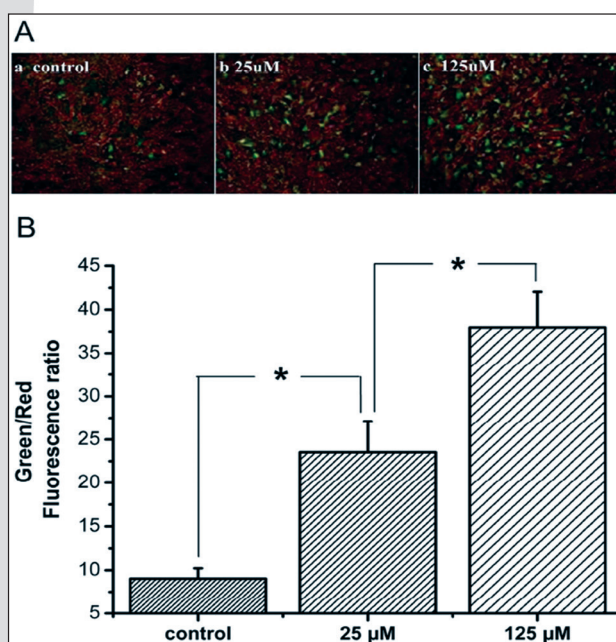 A
a control
b 25uM
c 125uM
B
Green/Red
Fluorescence ratio
45
40
35
30
25
20
15
10
5
*
*
control
25 µM
125 µM